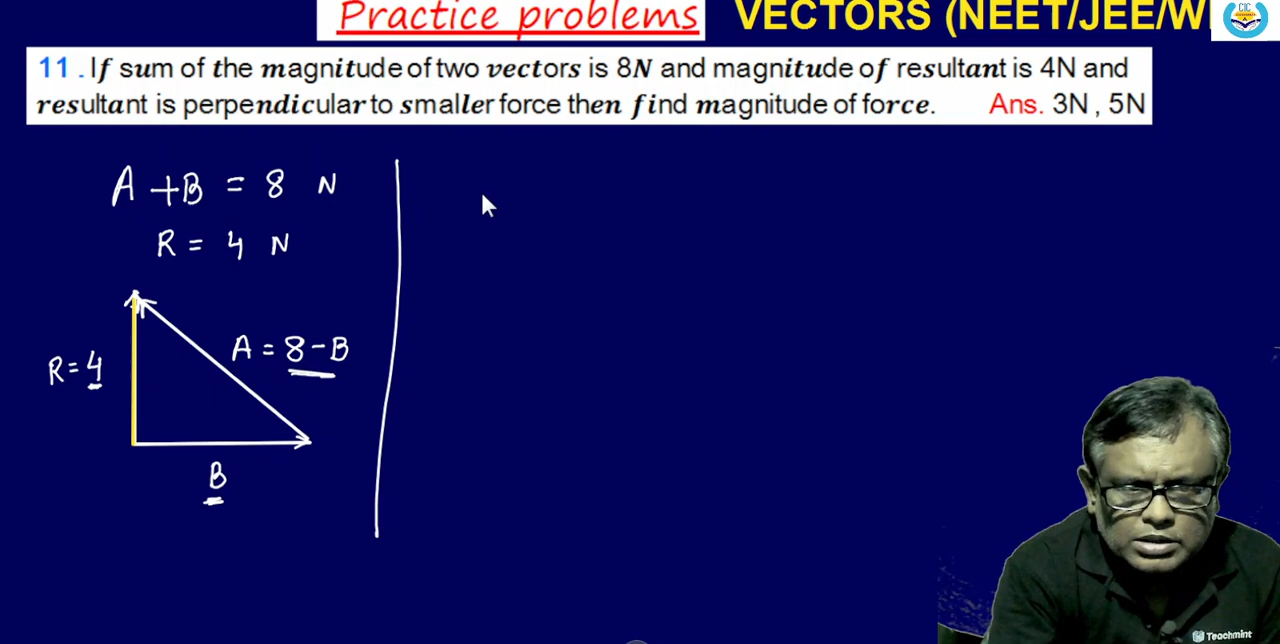 Practice problems
VECTORS (NEET/JEE/W
CIC
11 . If sum of the magnitude of two vectors is 8N and magnitude of resultant is 4N and
resultant is perpendicular to smaller force then find magnitude of force. Ans. 3N , 5N
A + B = 8 N
R = 4 N
A = 8 - B
R = 4
B
Teachmint